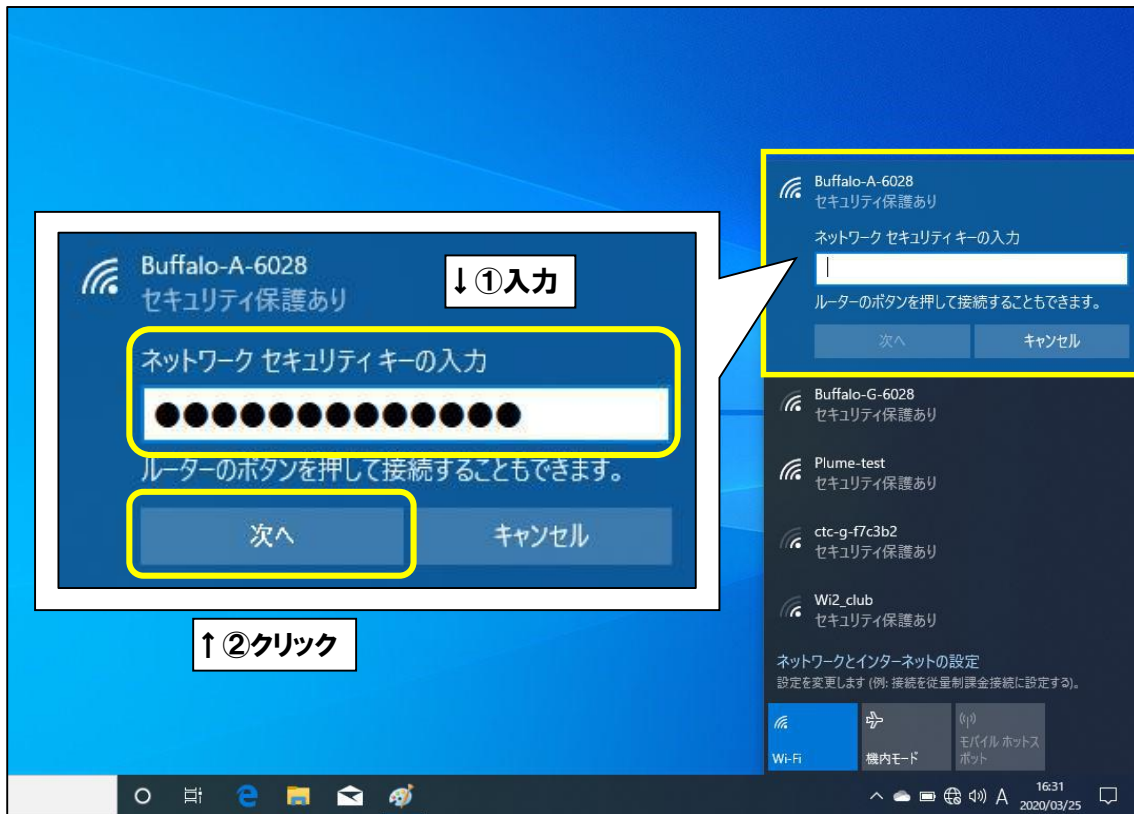 Buffalo-A-6028
セキュリティ保護あり
↓①入力
ネットワーク セキュリティ キーの入力
●●●●●●●●●●●●●
ルーターのボタンを押して接続することもできます。
次へ
キャンセル
↑②クリック
Buffalo-A-6028
セキュリティ保護あり
ネットワーク セキュリティ キーの入力
ルーターのボタンを押して接続することもできます。
次へ
キャンセル
Buffalo-G-6028
セキュリティ保護あり
Plume-test
セキュリティ保護あり
ctc-g-f7c3b2
セキュリティ保護あり
Wi2_club
セキュリティ保護あり
ネットワークとインターネットの設定
設定を変更します (例: 接続を従量制課金接続に設定する)。
Wi-Fi
機内モード
モバイル ホットス
ポット
A
16:31
2020/03/25